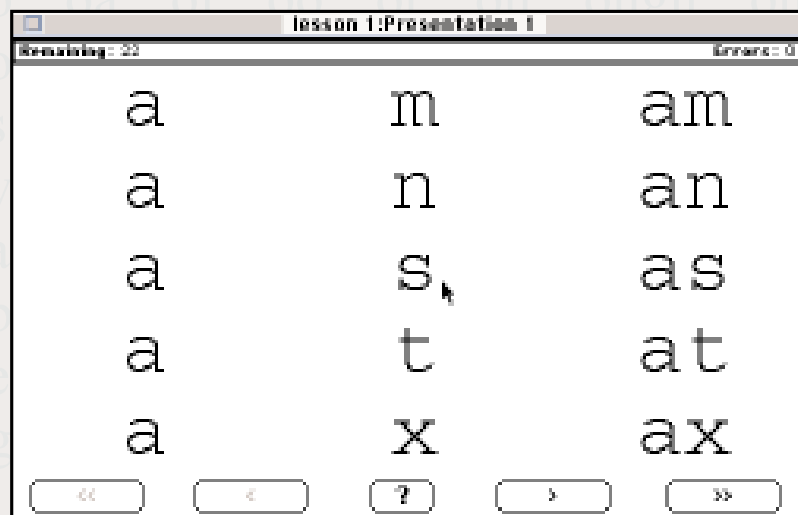 lesson 1:Presentation 1
Remaining: 22 Errors: 0
a m am
a n an
a s as
a t at
a x ax
<< < ? > >>